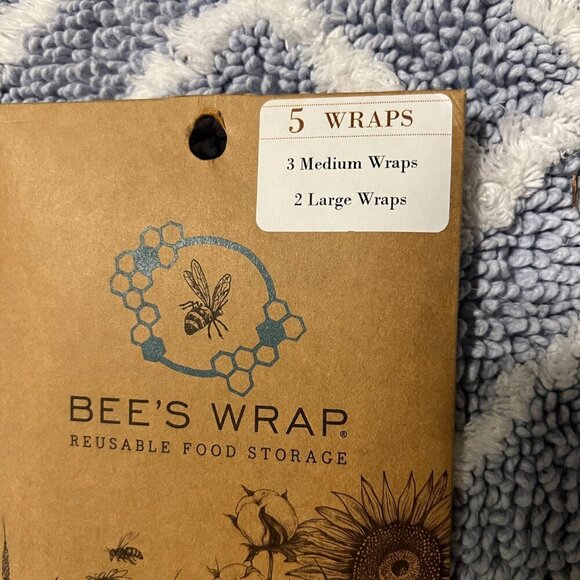 5 WRAPS
3 Medium Wraps
2 Large Wraps
BEE'S WRAP®
REUSABLE FOOD STORAGE